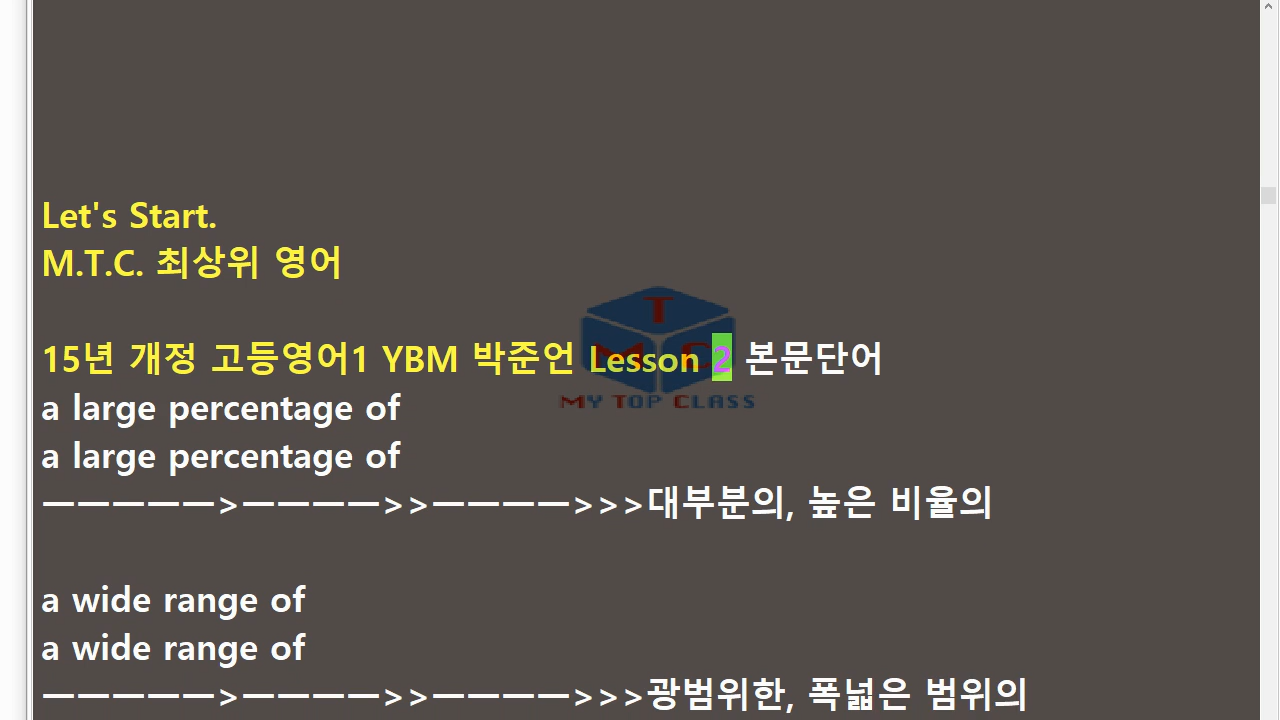 Let's Start.
M.T.C. 최상위 영어
15년 개정 고등영어1 YBM 박준언 Lesson 2 본문단어
a large percentage of
a large percentage of
ㅡㅡㅡㅡㅡ>ㅡㅡㅡㅡ>>ㅡㅡㅡㅡ>>>대부분의, 높은 비율의
a wide range of
a wide range of
ㅡㅡㅡㅡㅡ>ㅡㅡㅡㅡ>>ㅡㅡㅡㅡ>>>광범위한, 폭넓은 범위의
T
M C
MY TOP CLASS